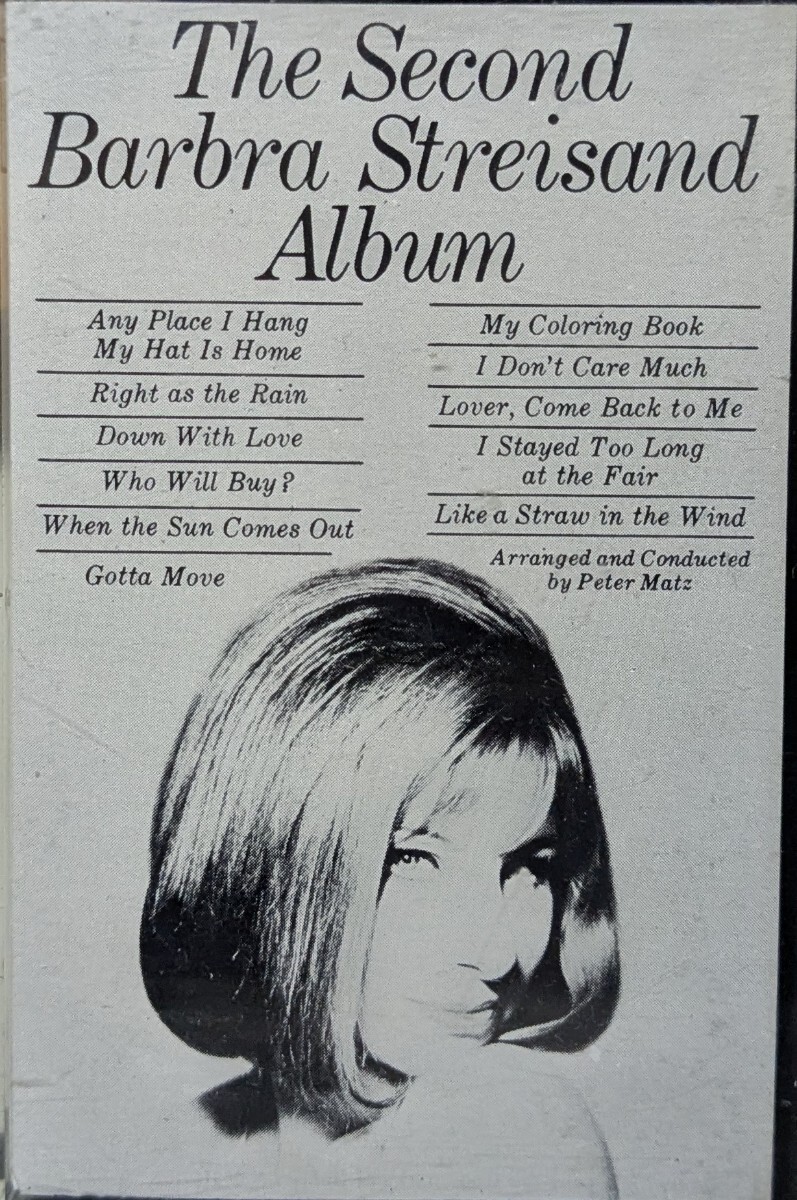 The Second
Barbra Streisand
Album
Any Place I Hang
My Hat Is Home
Right as the Rain
Down With Love
Who Will Buy?
When the Sun Comes Out
Gotta Move
My Coloring Book
I Don't Care Much
Lover, Come Back to Me
I Stayed Too Long
at the Fair
Like a Straw in the Wind
Arranged and Conducted
by Peter Matz